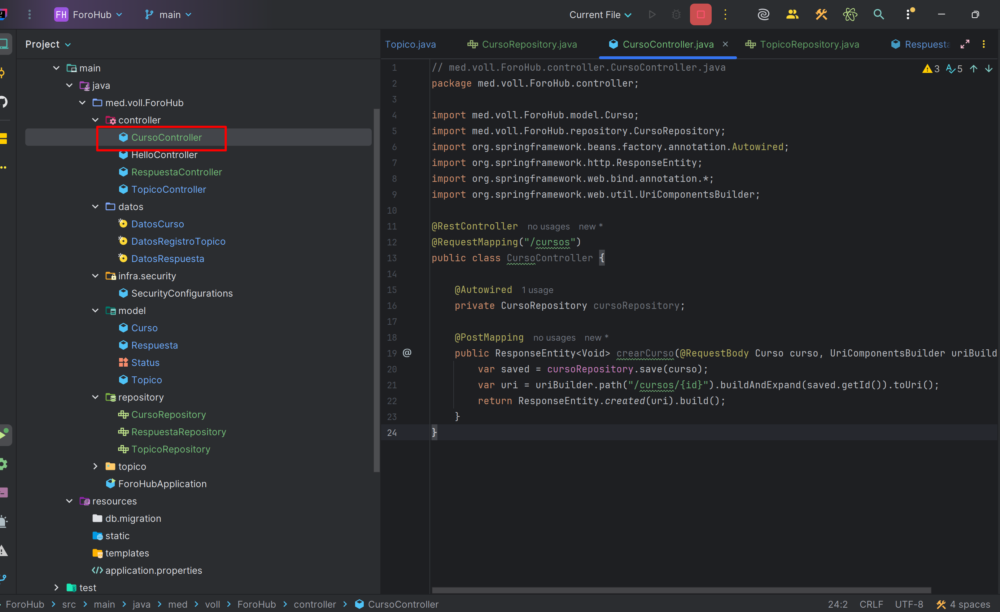 FH ForoHub main Current File
Project
main
java
med.voll.ForoHub
controller
CursoController
HelloController
RespuestaController
TopicoController
datos
DatosCurso
DatosRegistroTopico
DatosRespuesta
infra.security
SecurityConfigurations
model
Curso
Respuesta
Status
Topico
repository
CursoRepository
RespuestaRepository
TopicoRepository
topico
ForoHubApplication
resources
db.migration
static
templates
application.properties
test
Topico.java CursoRepository.java CursoController.java TopicoRepository.java Respuesta
3 5
1 // med.voll.ForoHub.controller.CursoController.java
2 package med.voll.ForoHub.controller;
3
4 import med.voll.ForoHub.model.Curso;
5 import med.voll.ForoHub.repository.CursoRepository;
6 import org.springframework.beans.factory.annotation.Autowired;
7 import org.springframework.http.ResponseEntity;
8 import org.springframework.web.bind.annotation.*;
9 import org.springframework.web.util.UriComponentsBuilder;
10
11 @RestController no usages new *
12 @RequestMapping("/cursos")
13 public class CursoController {
14
15 @Autowired 1 usage
16 private CursoRepository cursoRepository;
17
18 @PostMapping no usages new *
19 @ public ResponseEntity<Void> crearCurso(@RequestBody Curso curso, UriComponentsBuilder uriBuild
20 var saved = cursoRepository.save(curso);
21 var uri = uriBuilder.path("/cursos/{id}").buildAndExpand(saved.getId()).toUri();
22 return ResponseEntity.created(uri).build();
23 }
24 }
ForoHub > src > main > java > med > voll > ForoHub > controller > CursoController 24:2 CRLF UTF-8 4 spaces